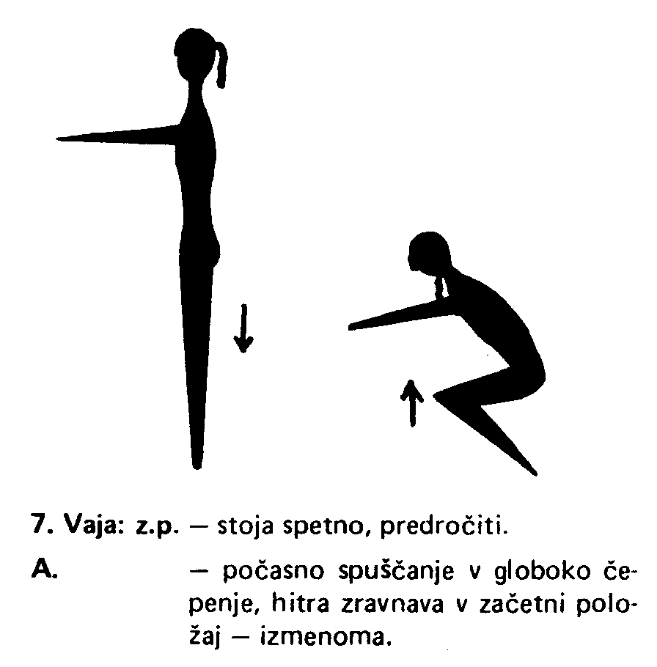 7. Vaja: z.p. — stoja spetno, predročiti.
A. — počasno spuščanje v globoko če-
penje, hitra zravnava v začetni polo-
žaj — izmenoma.